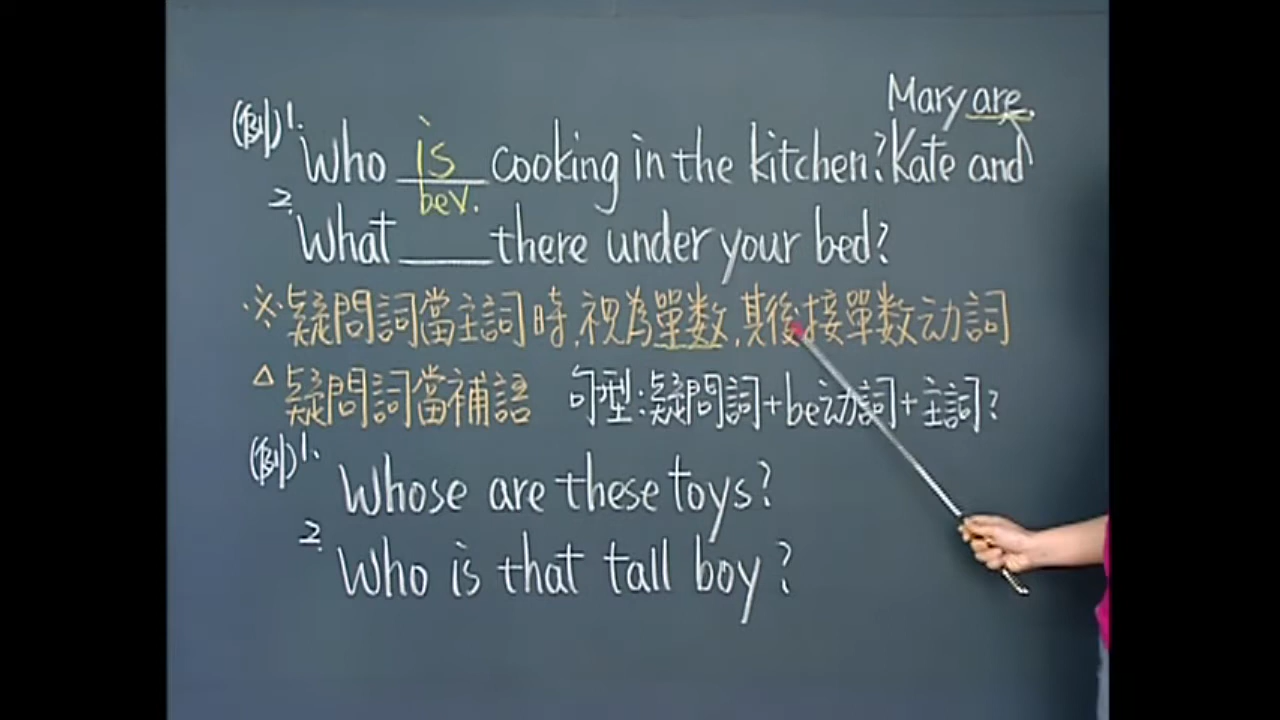 Mary are.
(例)1. Who is cooking in the kitchen? Kate and
bev.
2. What ____ there under your bed?
※疑問詞當主詞時,視為單数,其後接單数动詞
△疑問詞當補語 句型:疑問詞+be动詞+主詞?
(例)1. Whose are these toys?
2. Who is that tall boy?